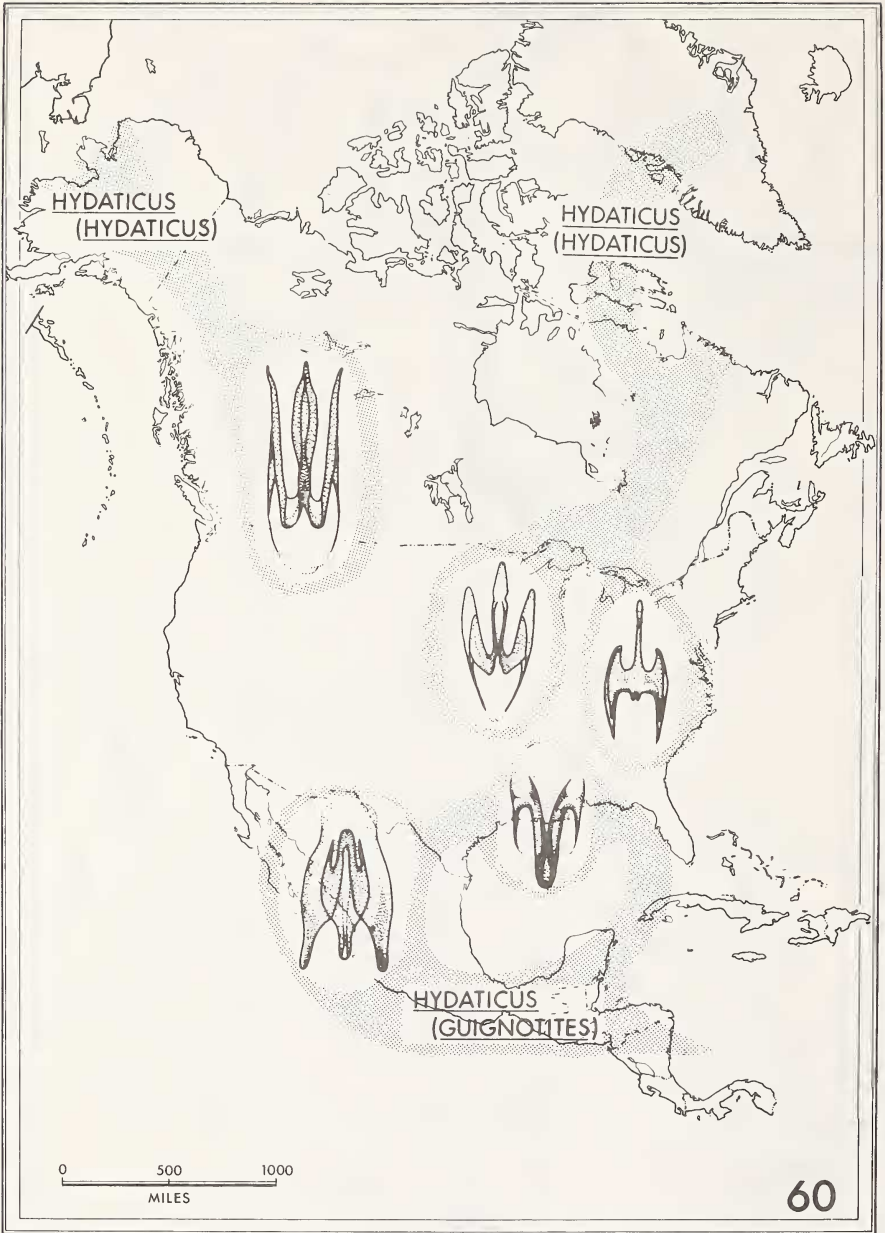 HYDATICUS
(HYDATICUS)
HYDATICUS
(HYDATICUS)
HYDATICUS
(GUIGNOTITES)
0 500 1000
MILES
60